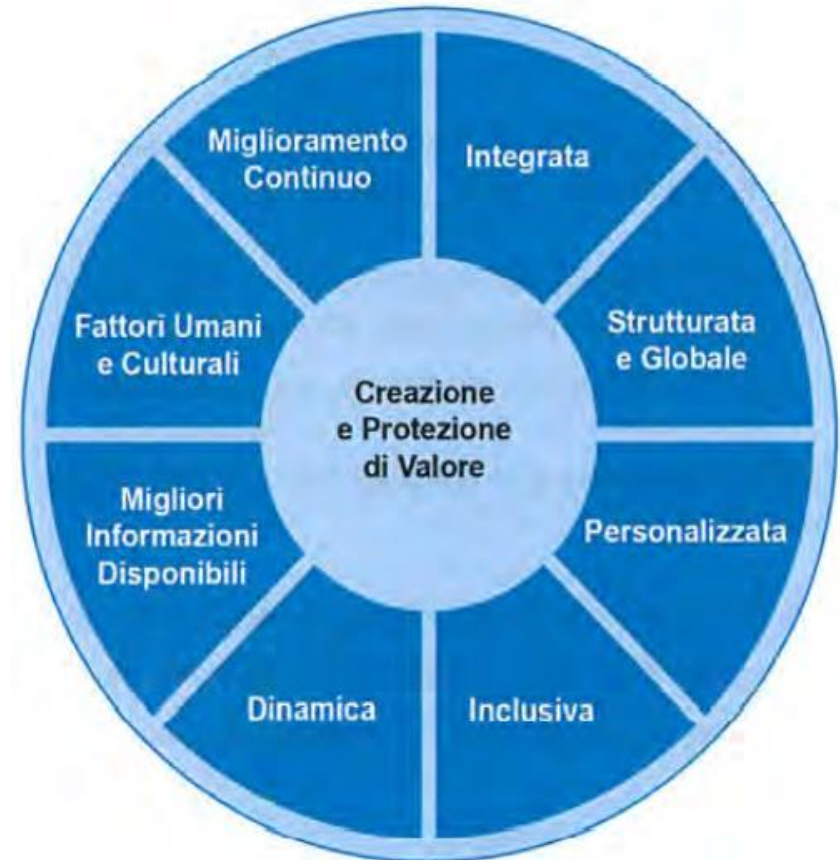 Miglioramento
Continuo
Integrata
Fattori Umani
e Culturali
Strutturata
e Globale
Creazione
e Protezione
di Valore
Migliori
Informazioni
Disponibili
Personalizzata
Dinamica
Inclusiva